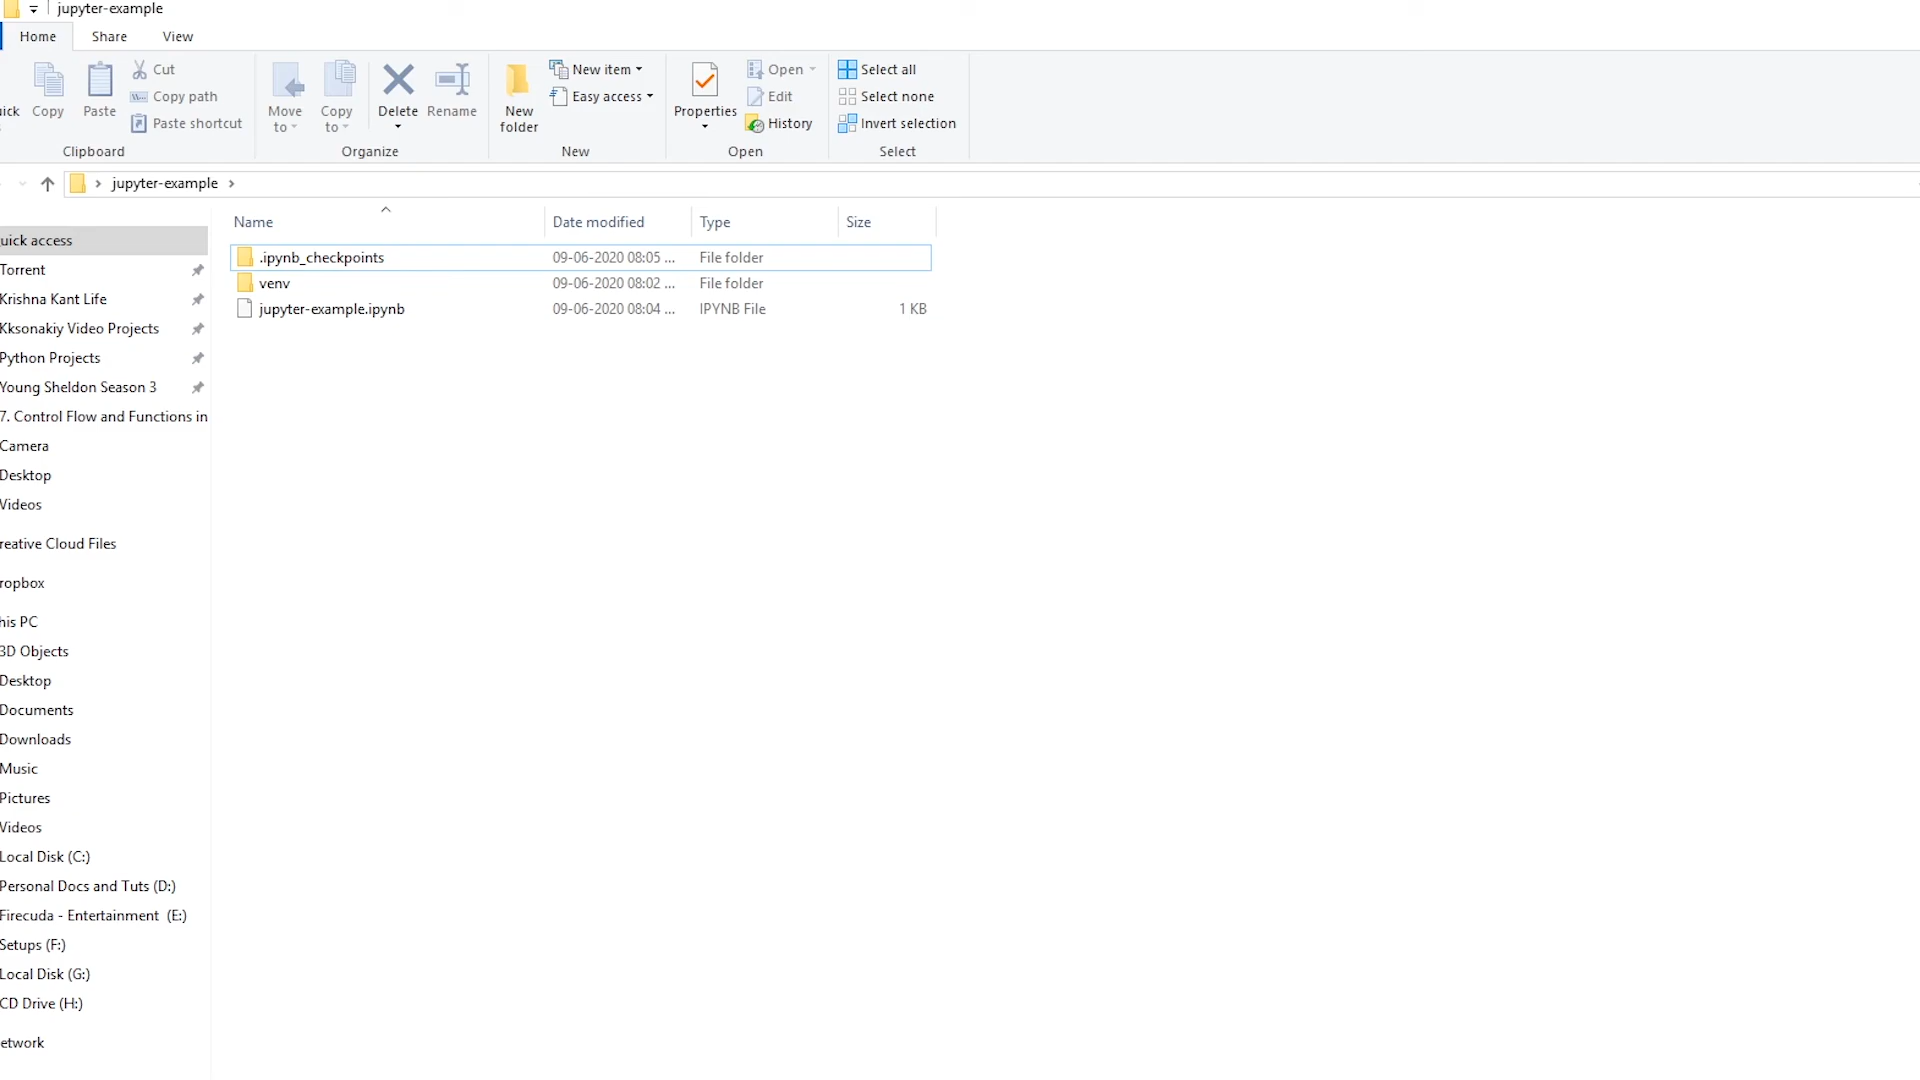 jupyter-example
Home Share View
Cut
Copy path
Paste shortcut
Copy
Paste
Clipboard
Move to
Copy to
Delete
Rename
Organize
New folder
New item
Easy access
New
Properties
Open
Edit
History
Open
Select all
Select none
Invert selection
Select
jupyter-example
Name Date modified Type Size
.ipynb_checkpoints 09-06-2020 08:05 ... File folder
venv 09-06-2020 08:02 ... File folder
jupyter-example.ipynb 09-06-2020 08:04 ... IPYNB File 1 KB
uick access
Torrent
Krishna Kant Life
Kksonakiy Video Projects
Python Projects
Young Sheldon Season 3
7. Control Flow and Functions in
Camera
Desktop
Videos
reative Cloud Files
ropbox
his PC
3D Objects
Desktop
Documents
Downloads
Music
Pictures
Videos
Local Disk (C:)
Personal Docs and Tuts (D:)
Firecuda - Entertainment (E:)
Setups (F:)
Local Disk (G:)
CD Drive (H:)
etwork